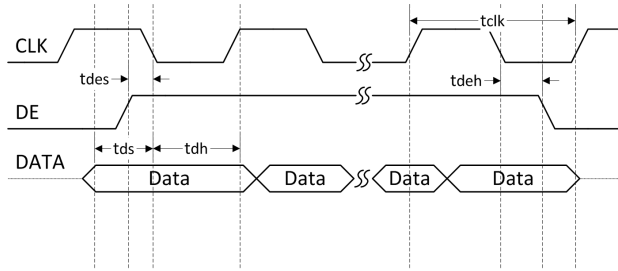 tclk
CLK
tdes
tdeh
DE
tds
tdh
DATA
Data
Data
Data
Data